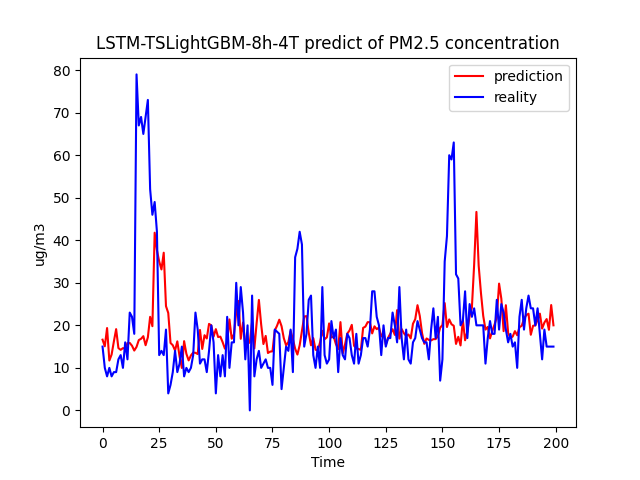 LSTM-TSLightGBM-8h-4T predict of PM2.5 concentration
prediction
reality
80
70
60
50
40
30
20
10
0
ug/m3
0 25 50 75 100 125 150 175 200
Time